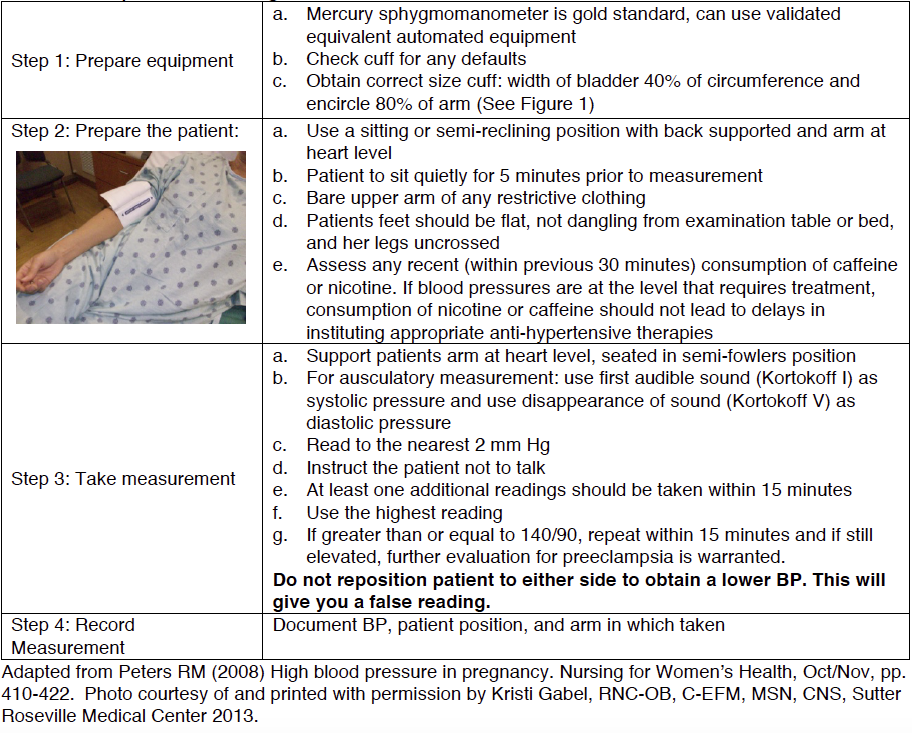 Step 1: Prepare equipment
a. Mercury sphygmomanometer is gold standard, can use validated
equivalent automated equipment
b. Check cuff for any defaults
c. Obtain correct size cuff: width of bladder 40% of circumference and
encircle 80% of arm (See Figure 1)
Step 2: Prepare the patient:
a. Use a sitting or semi-reclining position with back supported and arm at
heart level
b. Patient to sit quietly for 5 minutes prior to measurement
c. Bare upper arm of any restrictive clothing
d. Patients feet should be flat, not dangling from examination table or bed,
and her legs uncrossed
e. Assess any recent (within previous 30 minutes) consumption of caffeine
or nicotine. If blood pressures are at the level that requires treatment,
consumption of nicotine or caffeine should not lead to delays in
instituting appropriate anti-hypertensive therapies
Step 3: Take measurement
a. Support patients arm at heart level, seated in semi-fowlers position
b. For ausculatory measurement: use first audible sound (Kortokoff I) as
systolic pressure and use disappearance of sound (Kortokoff V) as
diastolic pressure
c. Read to the nearest 2 mm Hg
d. Instruct the patient not to talk
e. At least one additional readings should be taken within 15 minutes
f. Use the highest reading
g. If greater than or equal to 140/90, repeat within 15 minutes and if still
elevated, further evaluation for preeclampsia is warranted.
Do not reposition patient to either side to obtain a lower BP. This will
give you a false reading.
Step 4: Record
Measurement
Document BP, patient position, and arm in which taken
Adapted from Peters RM (2008) High blood pressure in pregnancy. Nursing for Women's Health, Oct/Nov, pp.
410-422. Photo courtesy of and printed with permission by Kristi Gabel, RNC-OB, C-EFM, MSN, CNS, Sutter
Roseville Medical Center 2013.